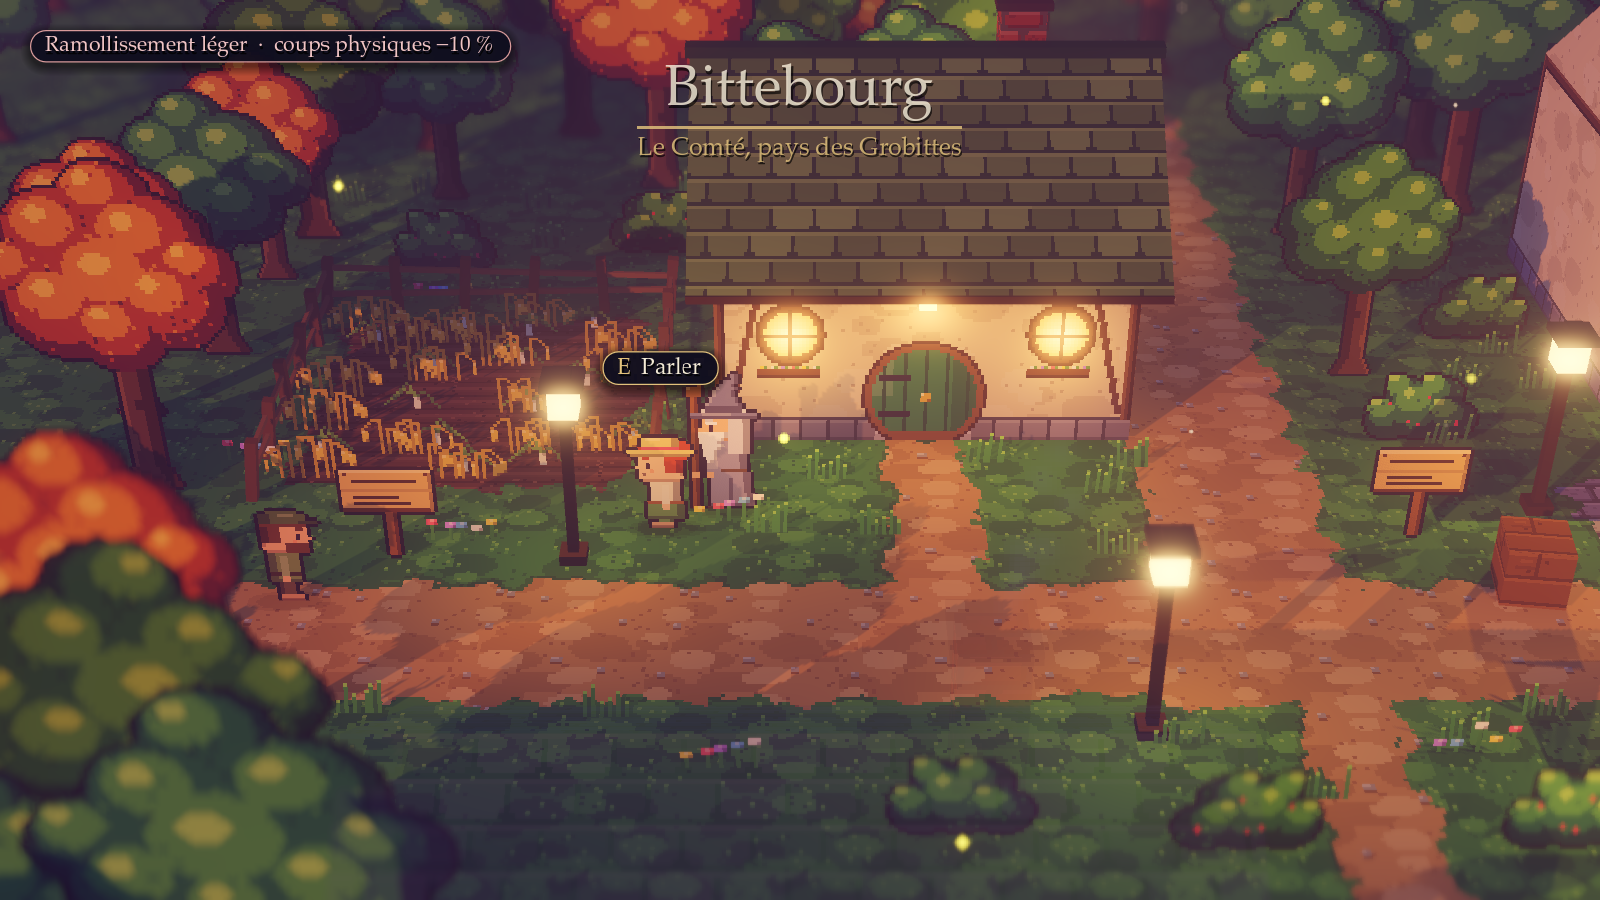 Ramollissement léger · coups physiques −10 %
Bittebourg
Le Comté, pays des Grobittes
E Parler